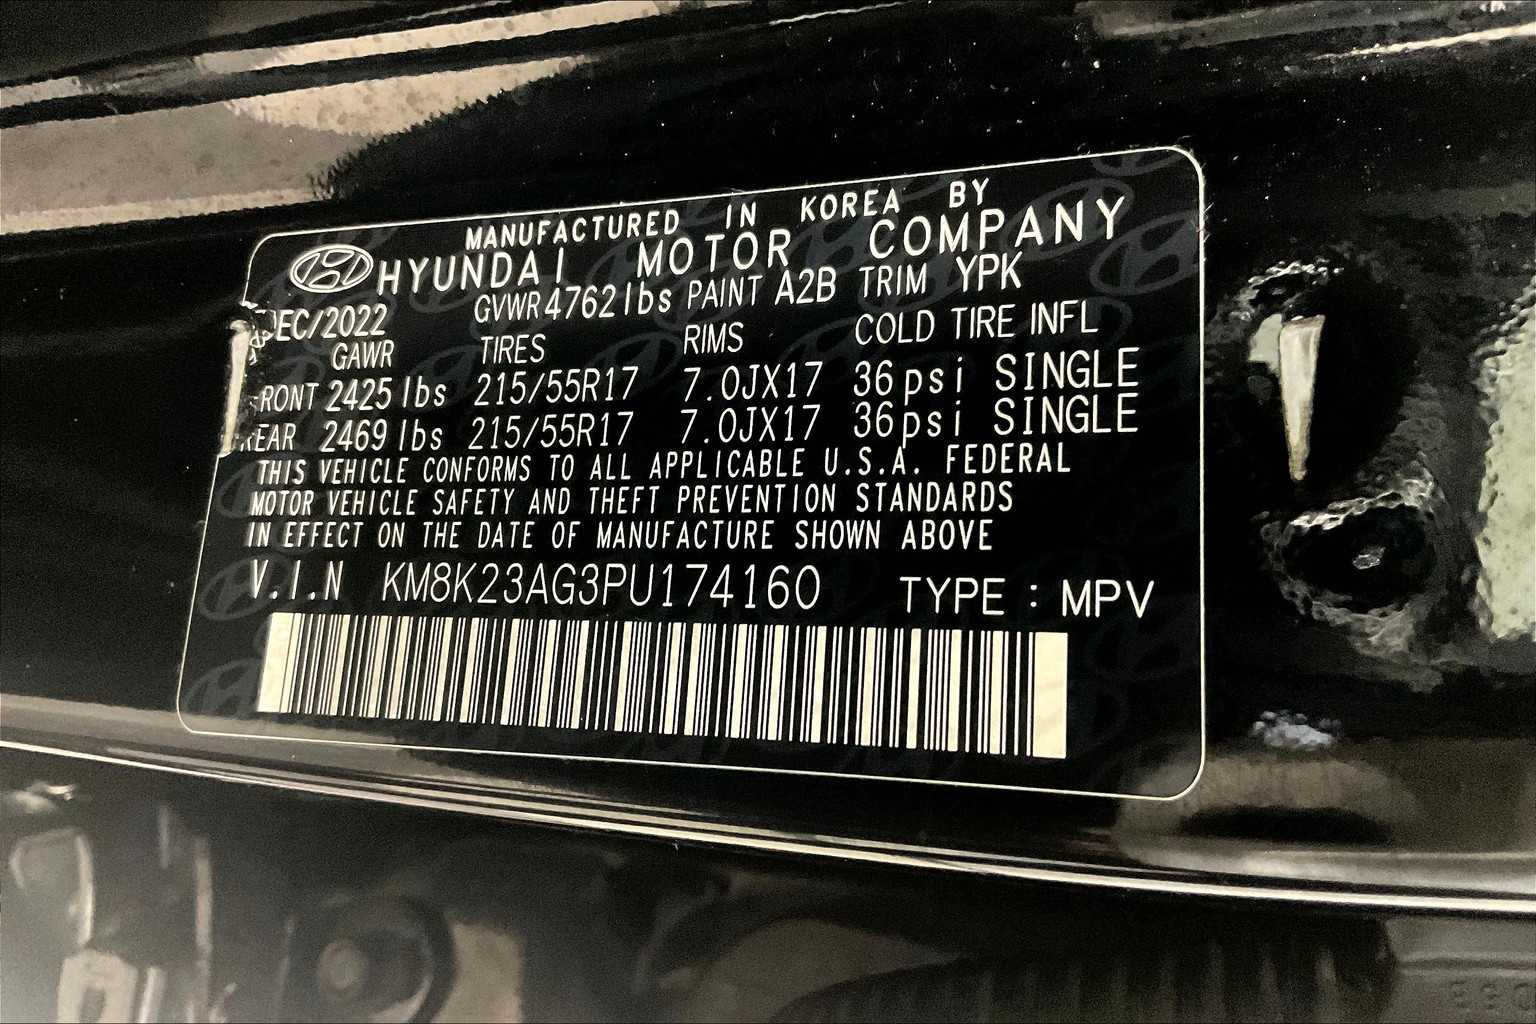 MANUFACTURED IN KOREA BY
HYUNDAI MOTOR COMPANY
DEC/2022 GVWR 4762 lbs PAINT A2B TRIM YPK
GAWR TIRES RIMS COLD TIRE INFL
FRONT 2425 lbs 215/55R17 7.0JX17 36psi SINGLE
REAR 2469 lbs 215/55R17 7.0JX17 36psi SINGLE
THIS VEHICLE CONFORMS TO ALL APPLICABLE U.S.A. FEDERAL
MOTOR VEHICLE SAFETY AND THEFT PREVENTION STANDARDS
IN EFFECT ON THE DATE OF MANUFACTURE SHOWN ABOVE
V.I.N KM8K23AG3PU174160 TYPE : MPV